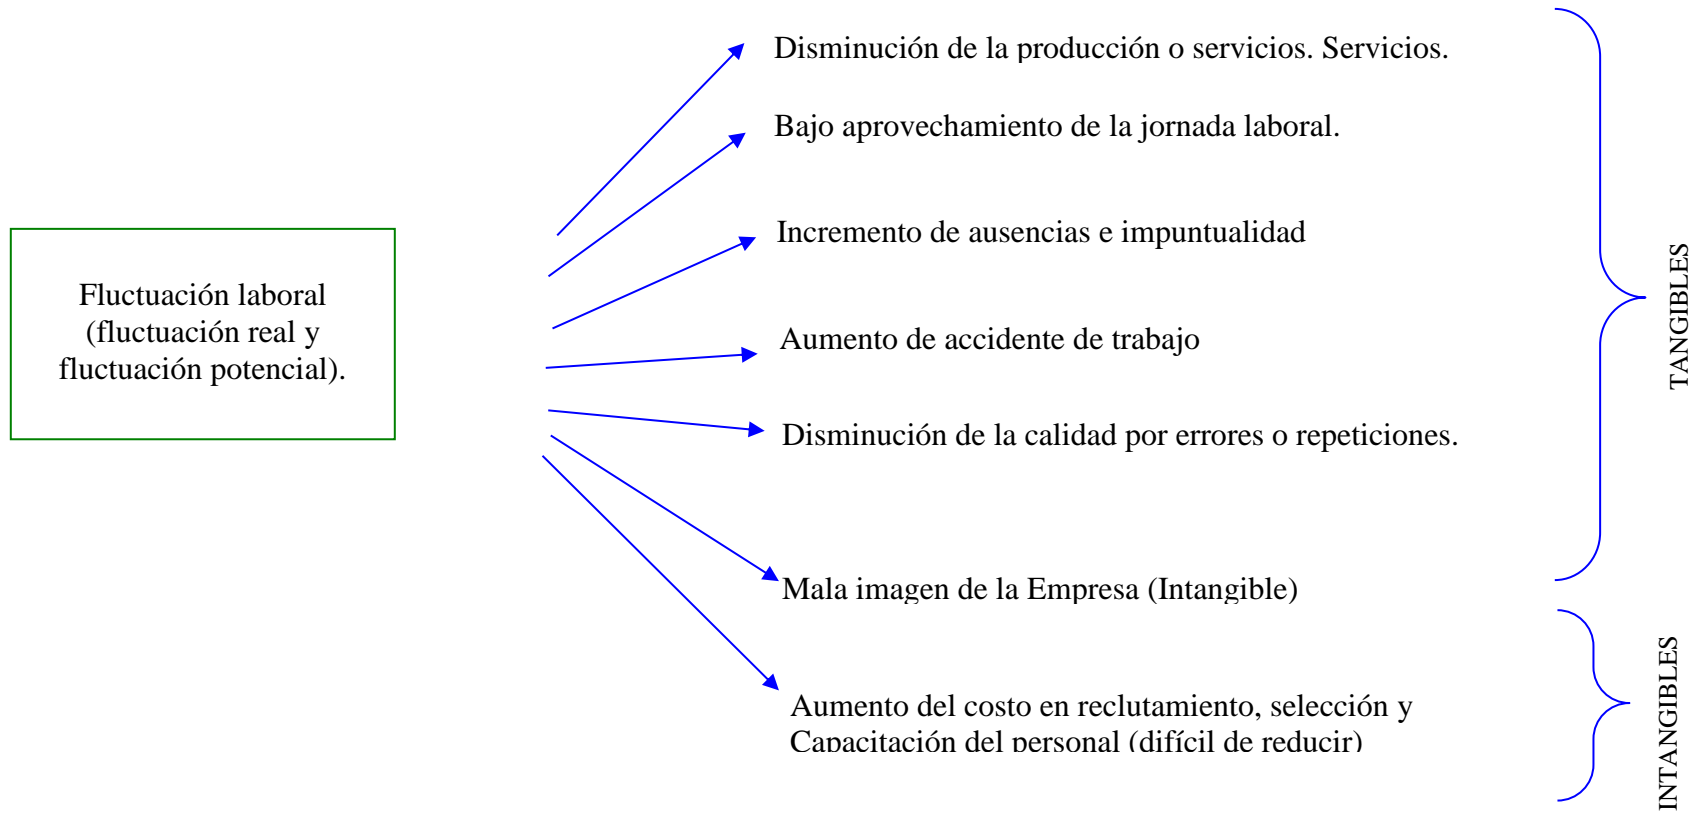 Disminución de la producción o servicios. Servicios.
Bajo aprovechamiento de la jornada laboral.
Incremento de ausencias e impuntualidad
Fluctuación laboral
(fluctuación real y
fluctuación potencial).
Aumento de accidente de trabajo
Disminución de la calidad por errores o repeticiones.
Mala imagen de la Empresa (Intangible)
Aumento del costo en reclutamiento, selección y
Capacitación del personal (difícil de reducir)
TANGIBLES
INTANGIBLES